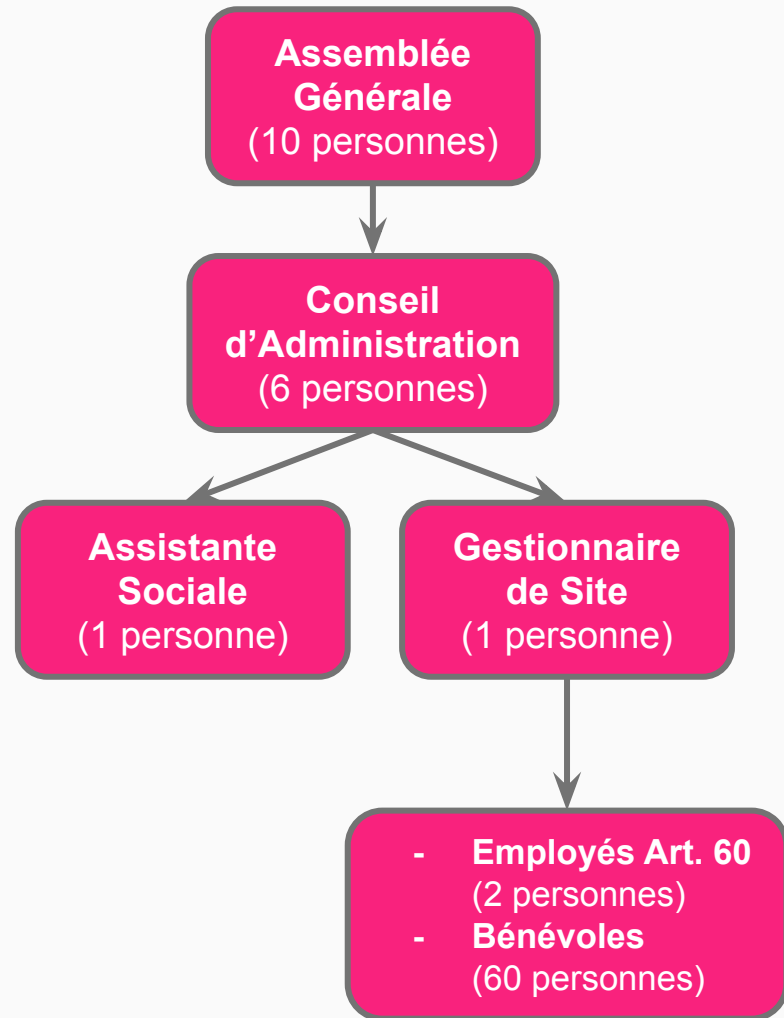 Assemblée
Générale
(10 personnes)
Conseil
d’Administration
(6 personnes)
Assistante
Sociale
(1 personne)
Gestionnaire
de Site
(1 personne)
- Employés Art. 60
(2 personnes)
- Bénévoles
(60 personnes)